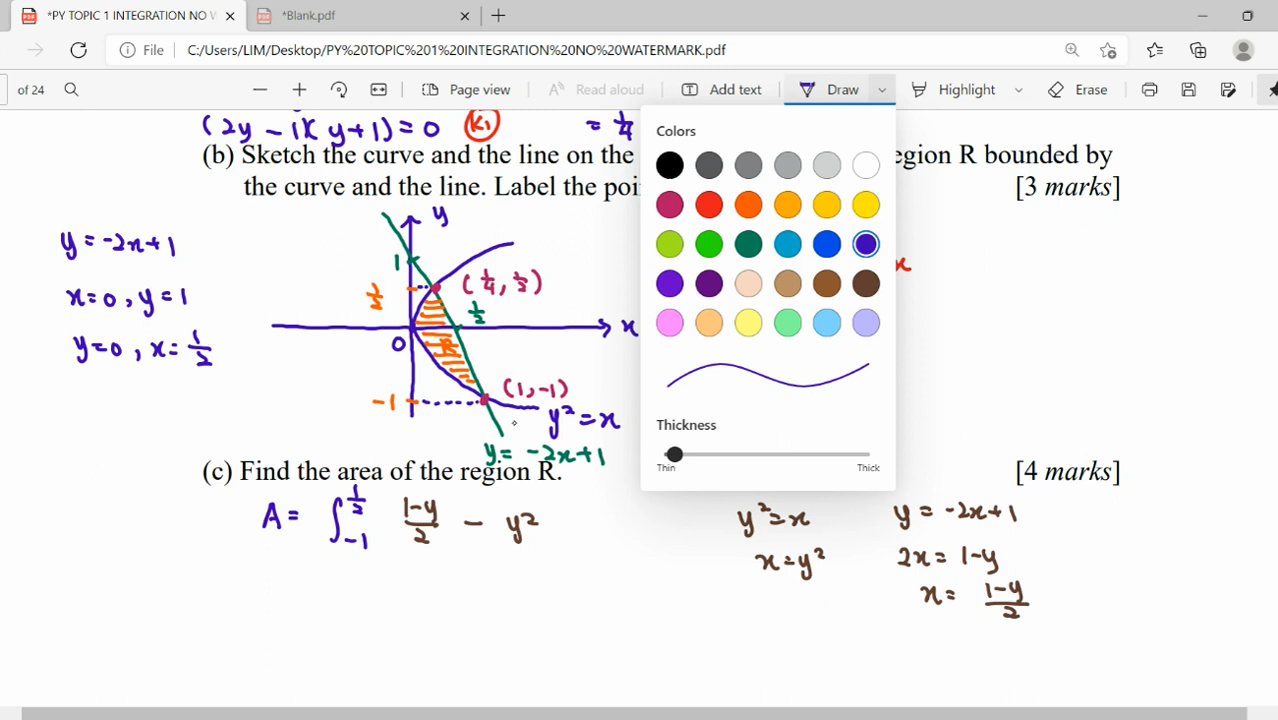 *PY TOPIC 1 INTEGRATION NO W
*Blank.pdf
File
C:/Users/LIM/Desktop/PY%20TOPIC%201%20INTEGRATION%20NO%20WATERMARK.pdf
of 24
Page view
Read aloud
Add text
Draw
Highlight
Erase
(2y - 1)(y + 1) = 0 K1 = 1/4
(b) Sketch the curve and the line on the
egion R bounded by
the curve and the line. Label the poi
[3 marks]
Colors
Thickness
Thin
Thick
y = -2x+1
x=0, y=1
y=0, x=1/2
y
1
1/2
(1/4, 1/2)
1/2
x
0
R
-1
(1, -1)
y² = x
y = -2x+1
x
(c) Find the area of the region R.
[4 marks]
A = ∫ -1 1/2 1-y/2 - y²
y² = x
x = y²
y = -2x+1
2x = 1-y
x = 1-y/2